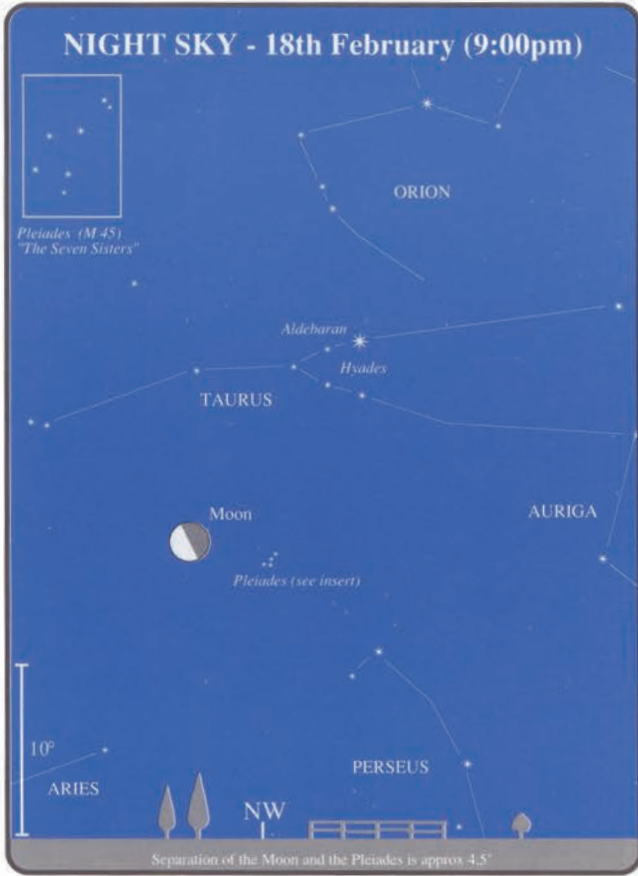 NIGHT SKY - 18th February (9:00pm)
ORION
Pleiades (M 45)
"The Seven Sisters"
Aldebaran
Hyades
TAURUS
Moon
AURIGA
Pleiades (see insert)
10°
PERSEUS
ARIES
NW
Separation of the Moon and the Pleiades is approx 4.5°